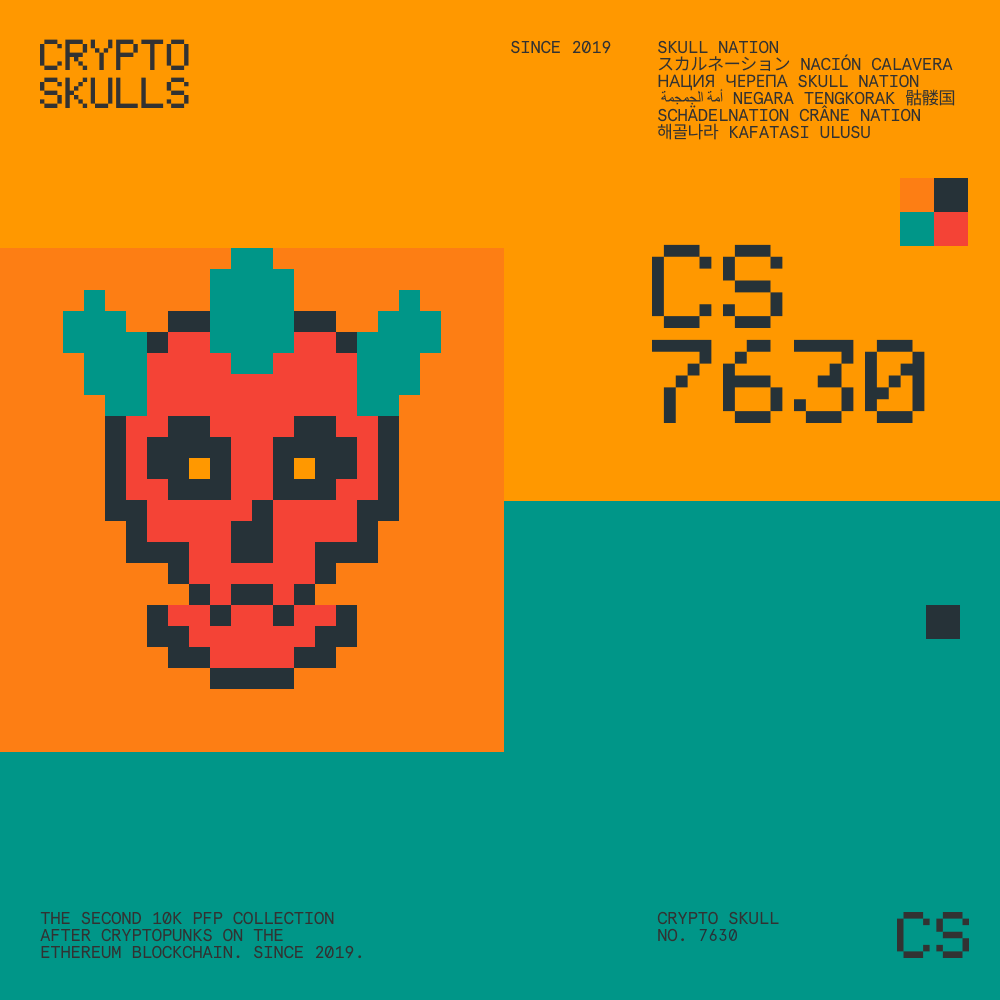 CRYPTO
SKULLS
SINCE 2019
SKULL NATION
スカルネーション NACIÓN CALAVERA
НАЦИЯ ЧЕРЕПА SKULL NATION
أمة الجمجمة NEGARA TENGKORAK 骷髅国
SCHÄDELNATION CRÂNE NATION
해골나라 KAFATASI ULUSU
CS
7630
THE SECOND 10K PFP COLLECTION
AFTER CRYPTOPUNKS ON THE
ETHEREUM BLOCKCHAIN. SINCE 2019.
CRYPTO SKULL
NO. 7630
CS